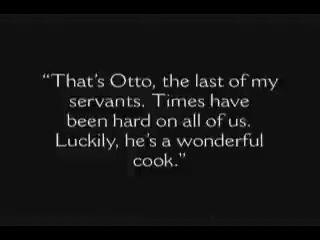 “That’s Otto, the last of my
servants. Times have
been hard on all of us.
Luckily, he’s a wonderful
cook.”